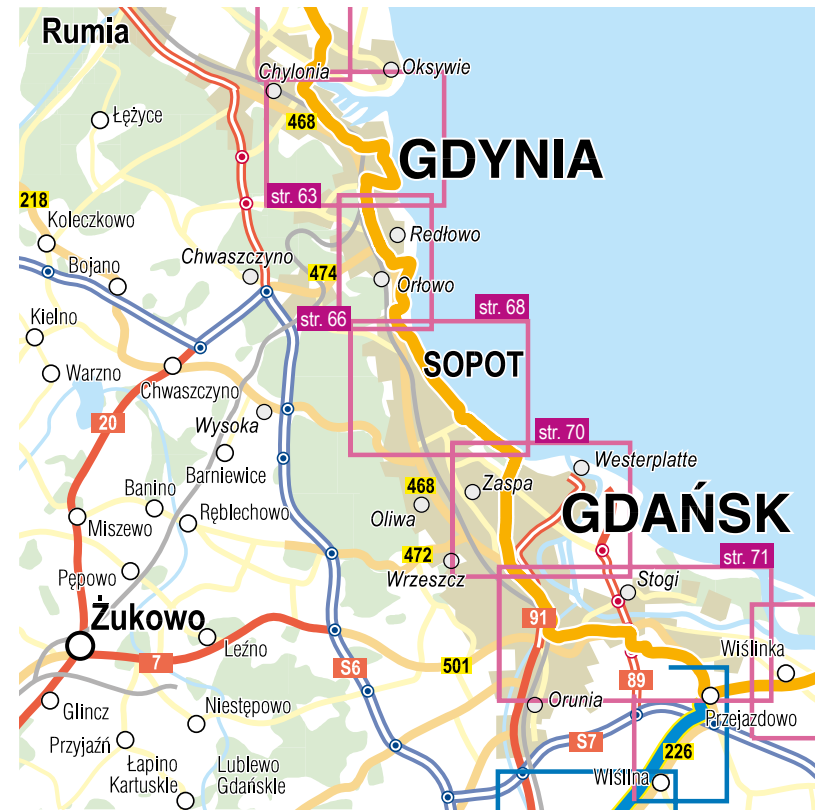 Rumia
Oksywie
Chylonia
Łężyce
468
GDYNIA
str. 63
218
Koleczkowo
Redłowo
Bojano
Chwaszczyno
474
Orłowo
str. 68
Kielno
str. 66
SOPOT
Warzno
Chwaszczyno
20
Wysoka
str. 70
Barniewice
Westerplatte
Banino
468
Zaspa
Miszewo
Rębiechowo
Oliwa
GDAŃSK
472
str. 71
Pępowo
Wrzeszcz
Stogi
Żukowo
91
Leźno
7
S6
501
Wiślinka
89
Glincz
Niestępowo
Orunia
Przejazdowo
Przyjaźń
S7
226
Łapino
Kartuskie
Lublewo
Gdańskie
Wiślina